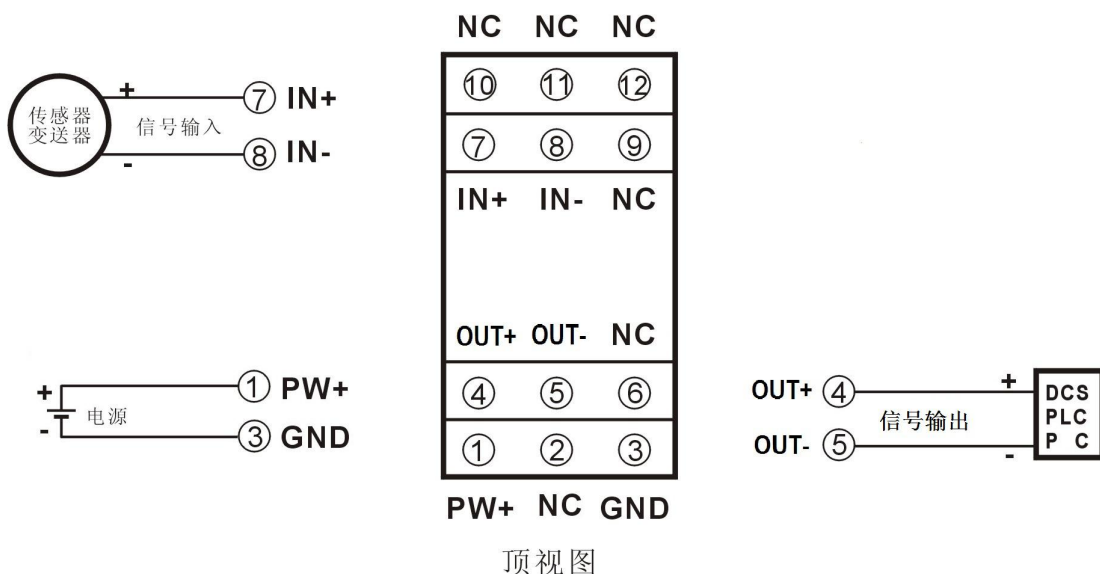 NC NC NC
⑩ ⑪ ⑫
⑦ ⑧ ⑨
IN+ IN- NC
OUT+ OUT- NC
④ ⑤ ⑥
① ② ③
PW+ NC GND
顶视图
传感器
变送器
+
-
信号输入
⑦ IN+
⑧ IN-
+
-
电源
① PW+
③ GND
OUT+ ④
OUT- ⑤
信号输出
+
-
DCS
PLC
P C